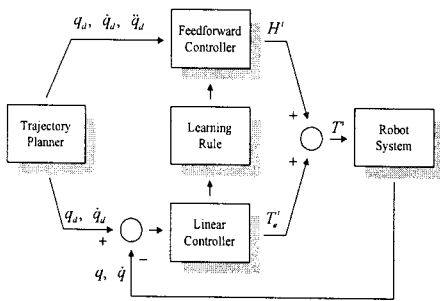 q_d, q̇_d, q̈_d
Feedforward
Controller
H^i
Trajectory
Planner
Learning
Rule
+
+
T^i
Robot
System
q_d, q̇_d
+
−
Linear
Controller
T_e^i
q, q̇